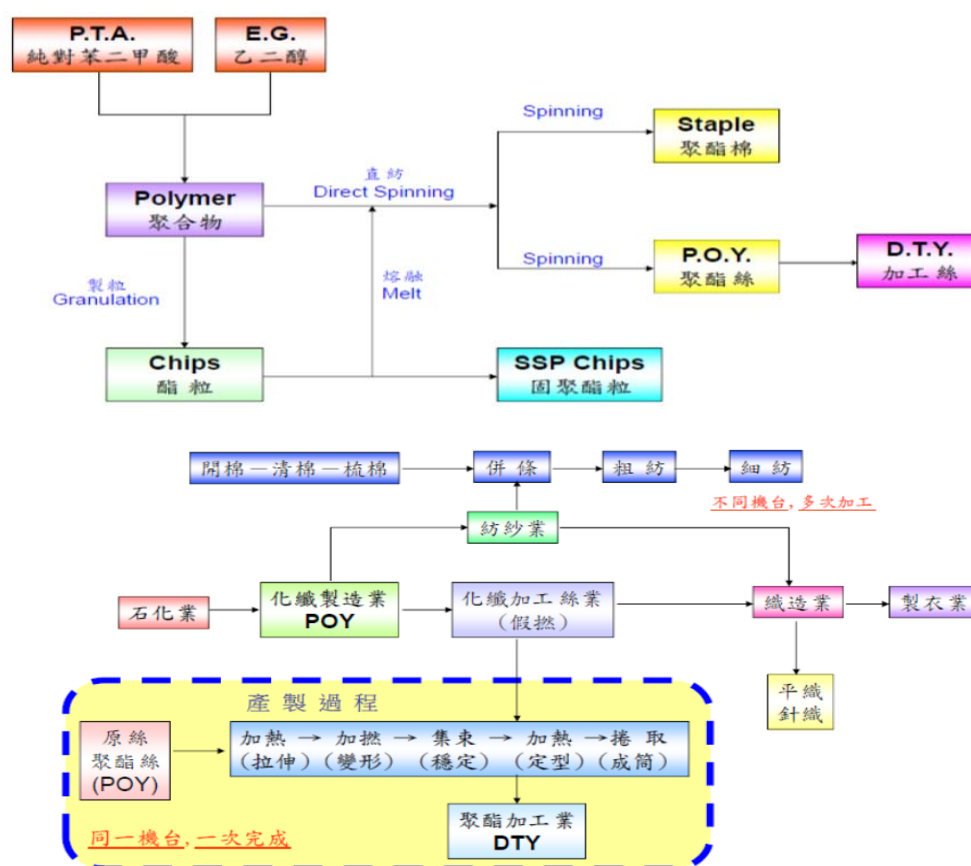 P.T.A.
純對苯二甲酸
E.G.
乙二醇
Spinning
Staple
聚酯棉
直紡
Direct Spinning
Polymer
聚合物
Spinning
P.O.Y.
聚酯絲
D.T.Y.
加工絲
製粒
Granulation
熔融
Melt
Chips
酯粒
SSP Chips
固聚酯粒
開棉－清棉－梳棉
併條
粗紡
細紡
不同機台, 多次加工
紡紗業
石化業
化纖製造業
POY
化纖加工絲業
(假撚)
織造業
製衣業
平織
針織
產製過程
原絲
聚酯絲
(POY)
加熱→加撚→集束→加熱→捲取
(拉伸)(變形)(穩定)(定型)(成筒)
聚酯加工業
DTY
同一機台, 一次完成